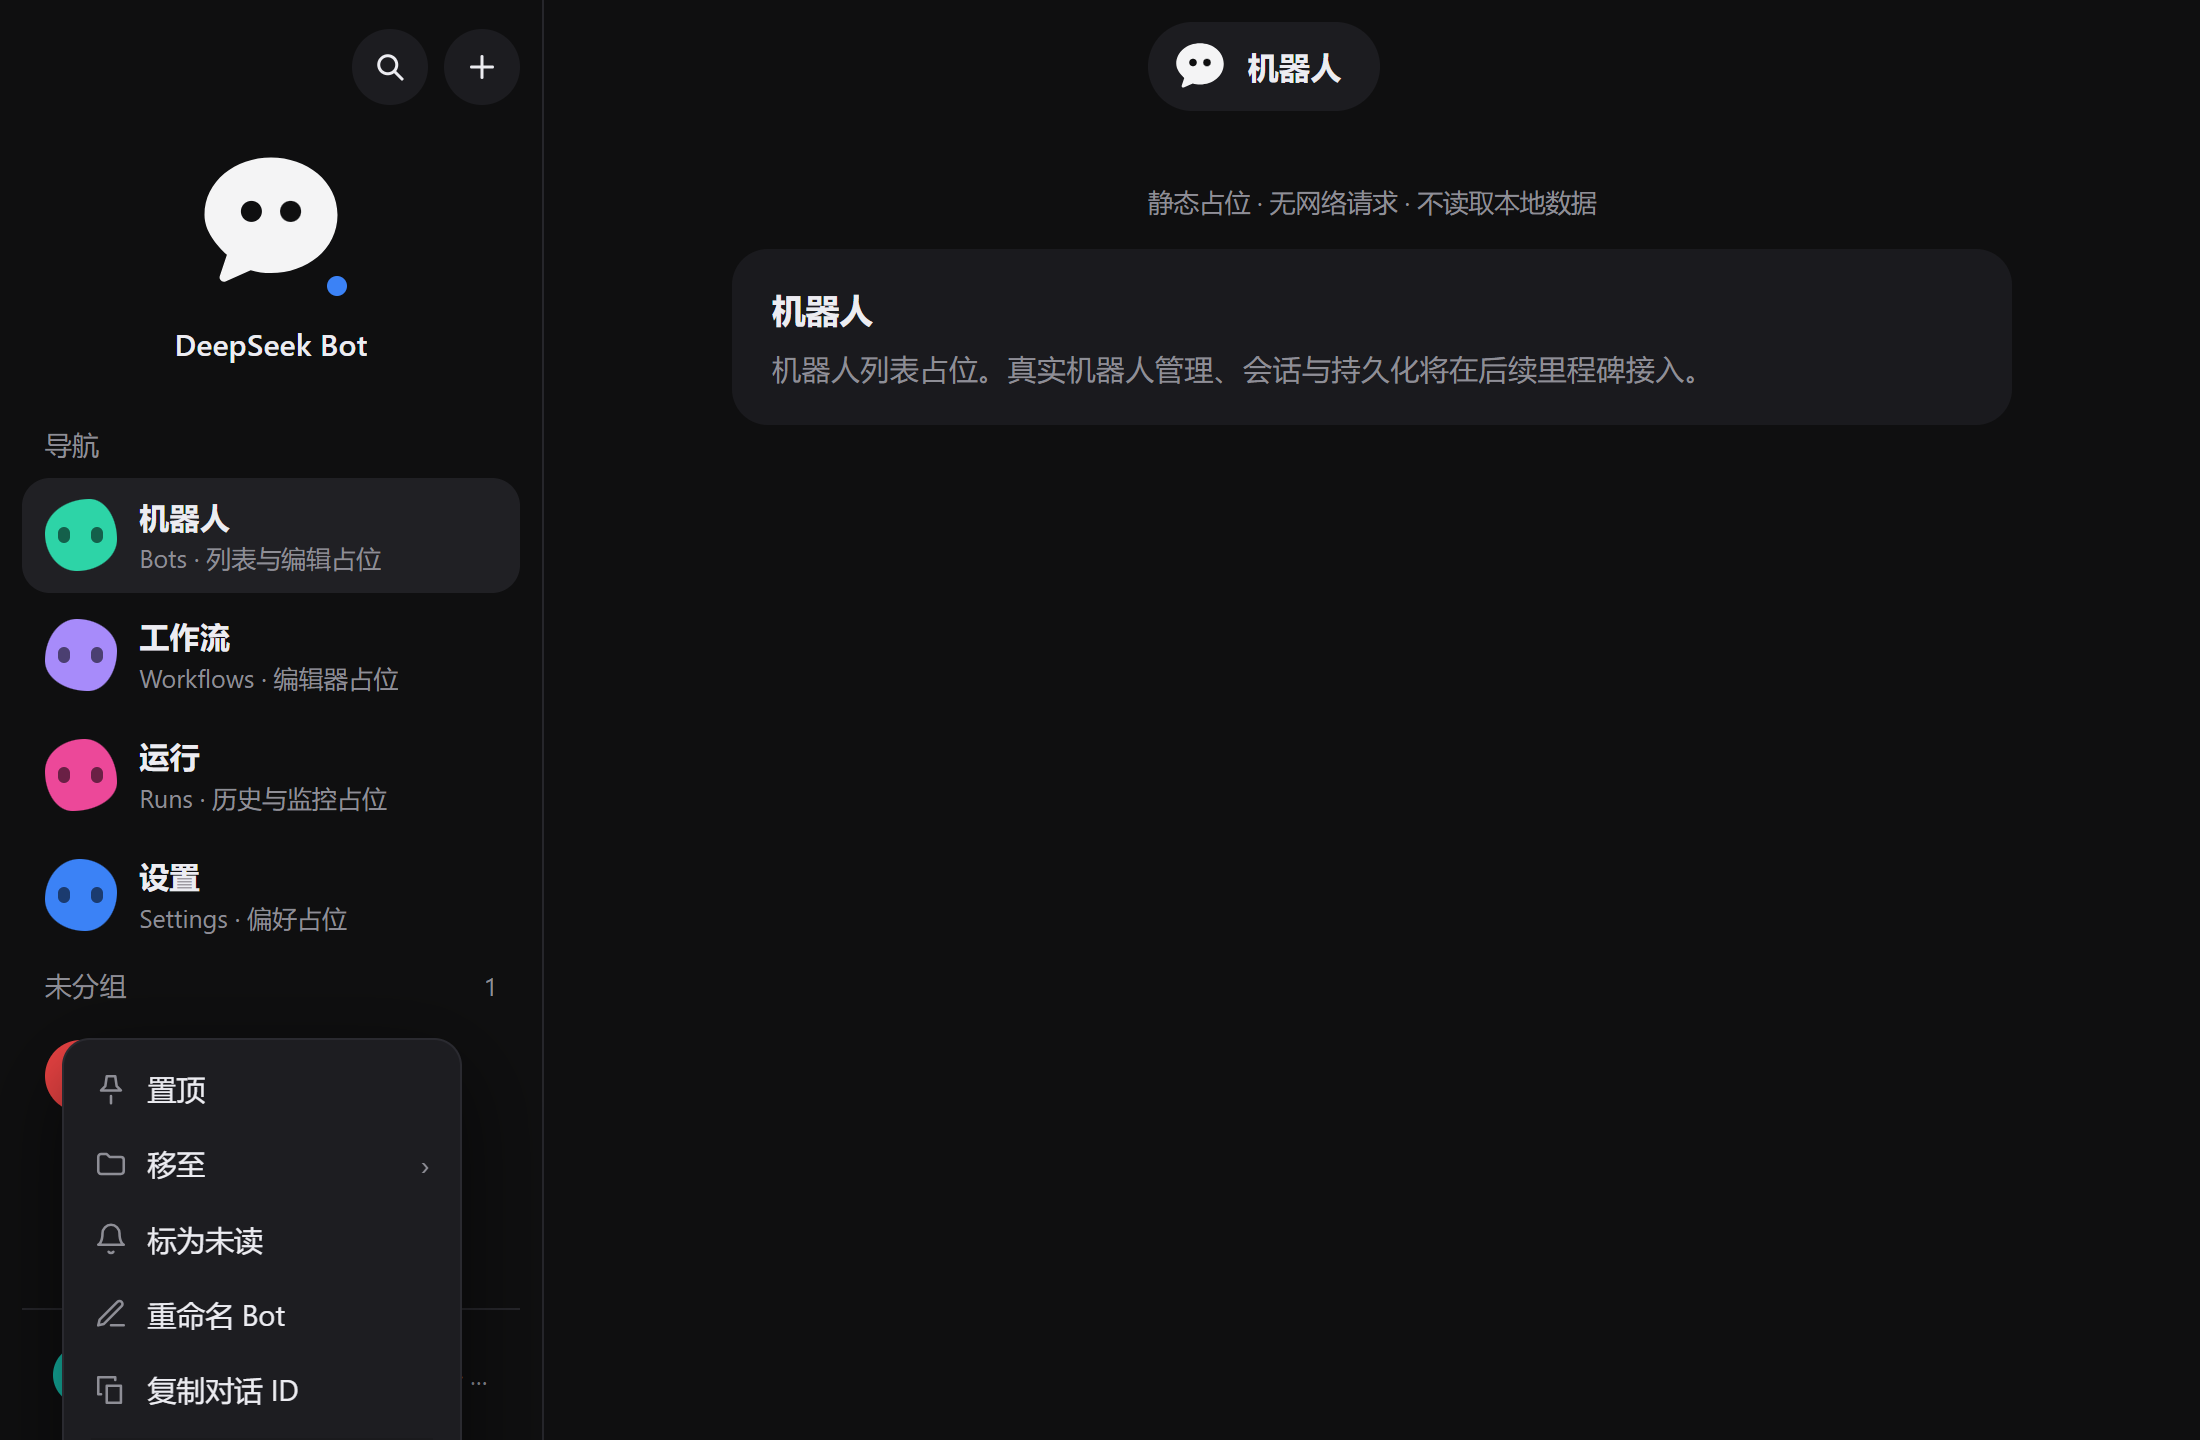 机器人
DeepSeek Bot
导航
机器人
Bots · 列表与编辑占位
工作流
Workflows · 编辑器占位
运行
Runs · 历史与监控占位
设置
Settings · 偏好占位
未分组 1
置顶
移至 ›
标为未读
重命名 Bot
复制对话 ID
...
静态占位 · 无网络请求 · 不读取本地数据
机器人
机器人列表占位。真实机器人管理、会话与持久化将在后续里程碑接入。